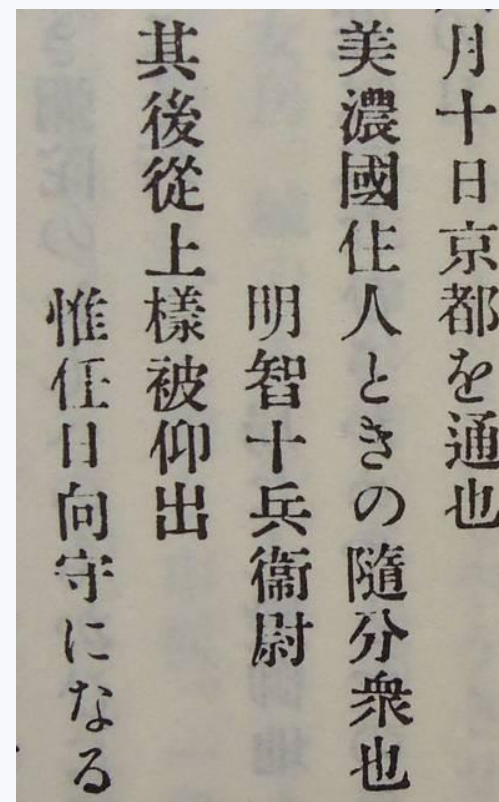 月十日京都を通也
美濃國住人ときの隨分衆也
明智十兵衞尉
其後從上樣被仰出
惟任日向守になる